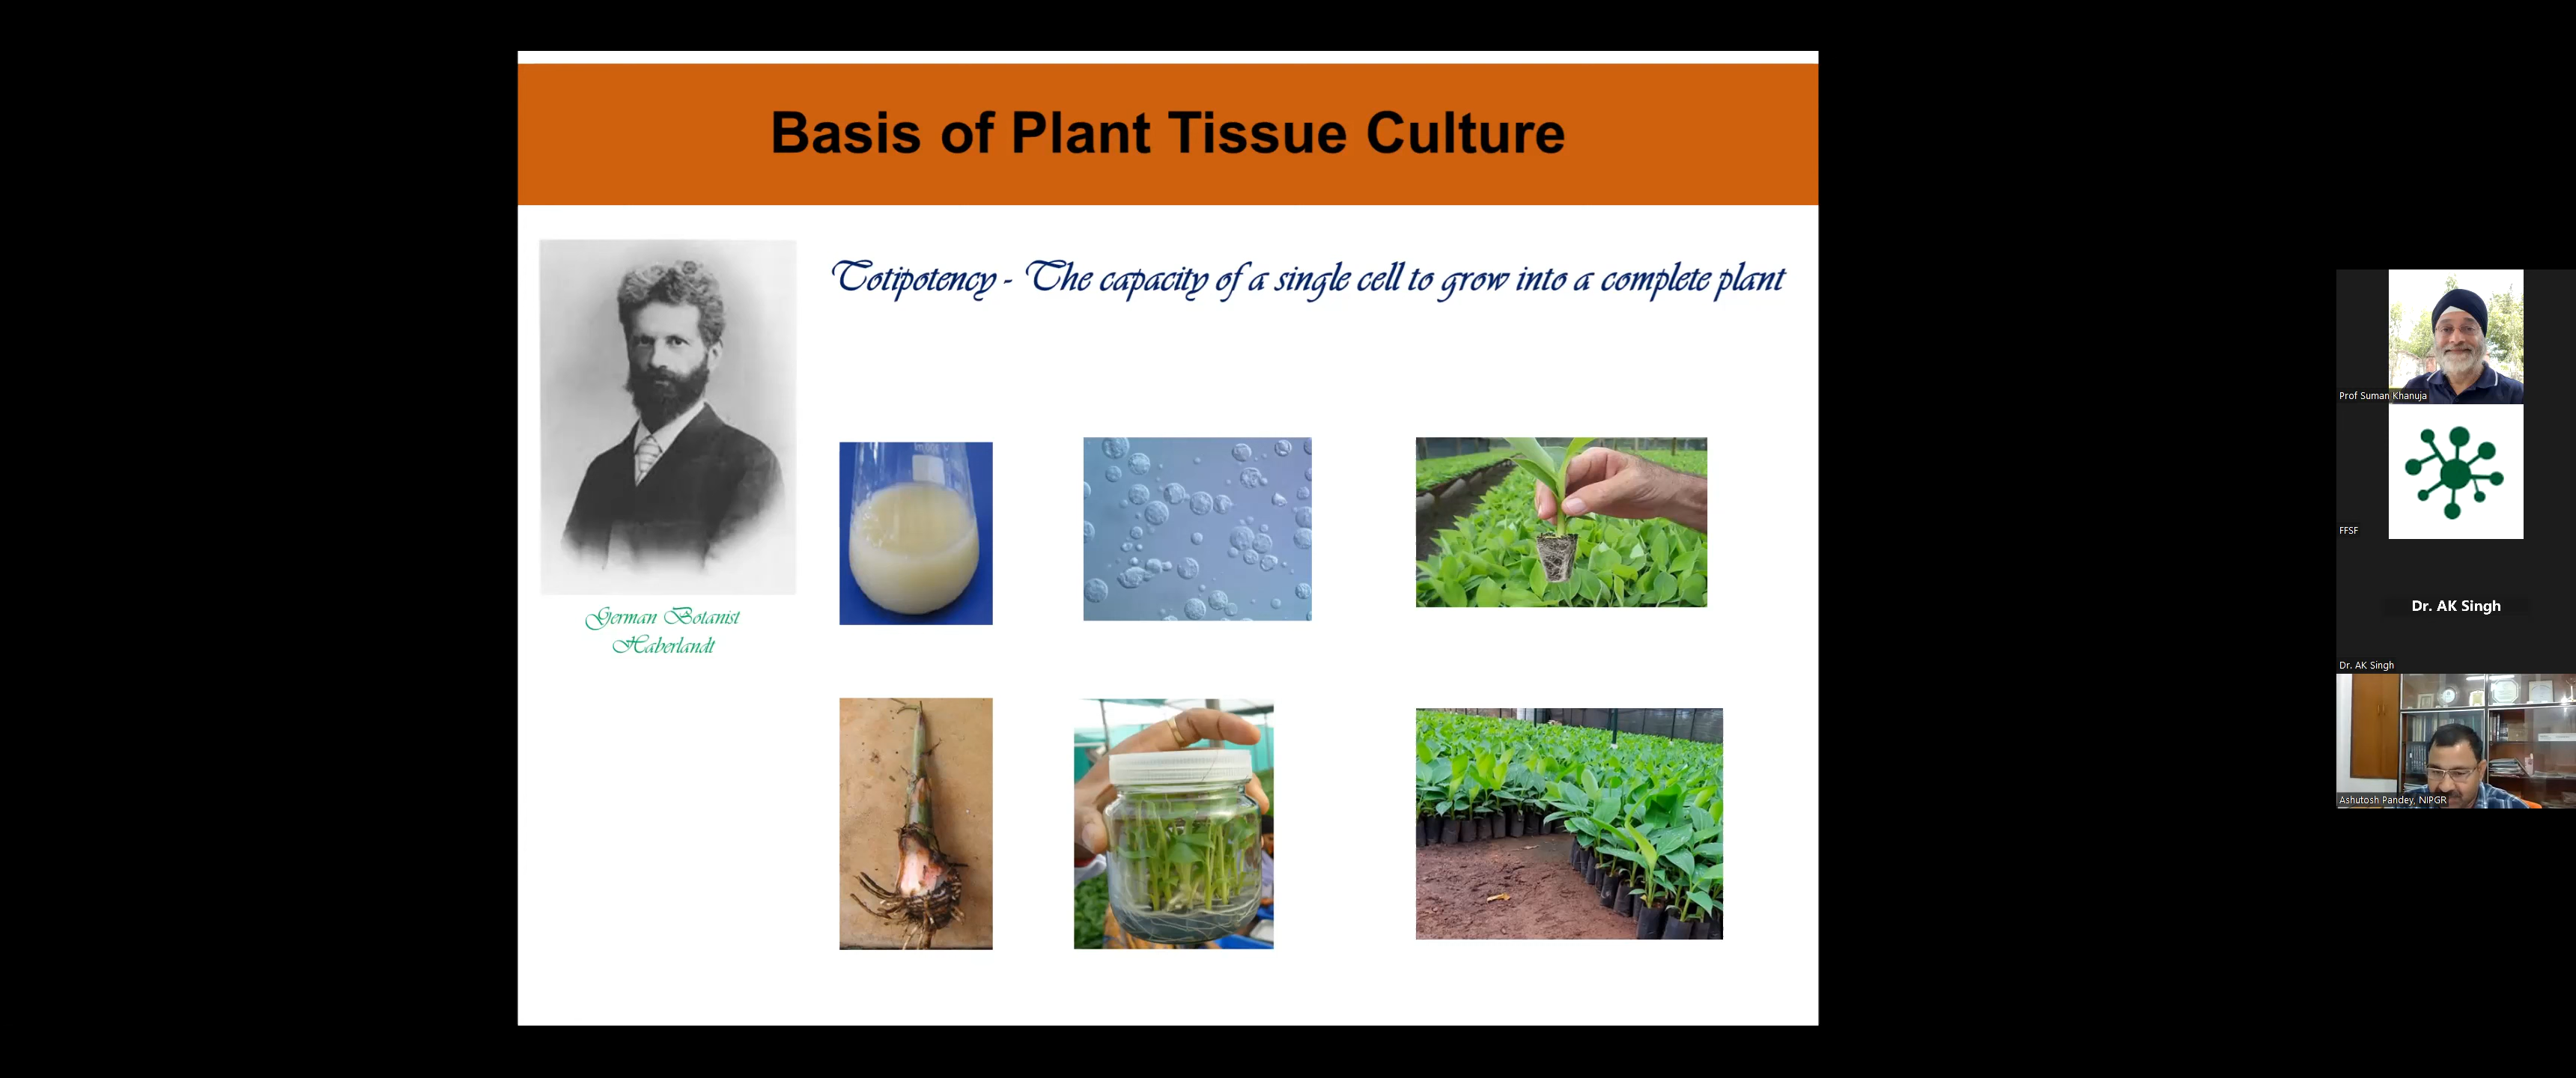 Basis of Plant Tissue Culture
Totipotency - The capacity of a single cell to grow into a complete plant
German Botanist
Haberlandt
Prof Suman Khanuja
FFSF
Dr. AK Singh
Dr. AK Singh
Ashutosh Pandey, NIPGR